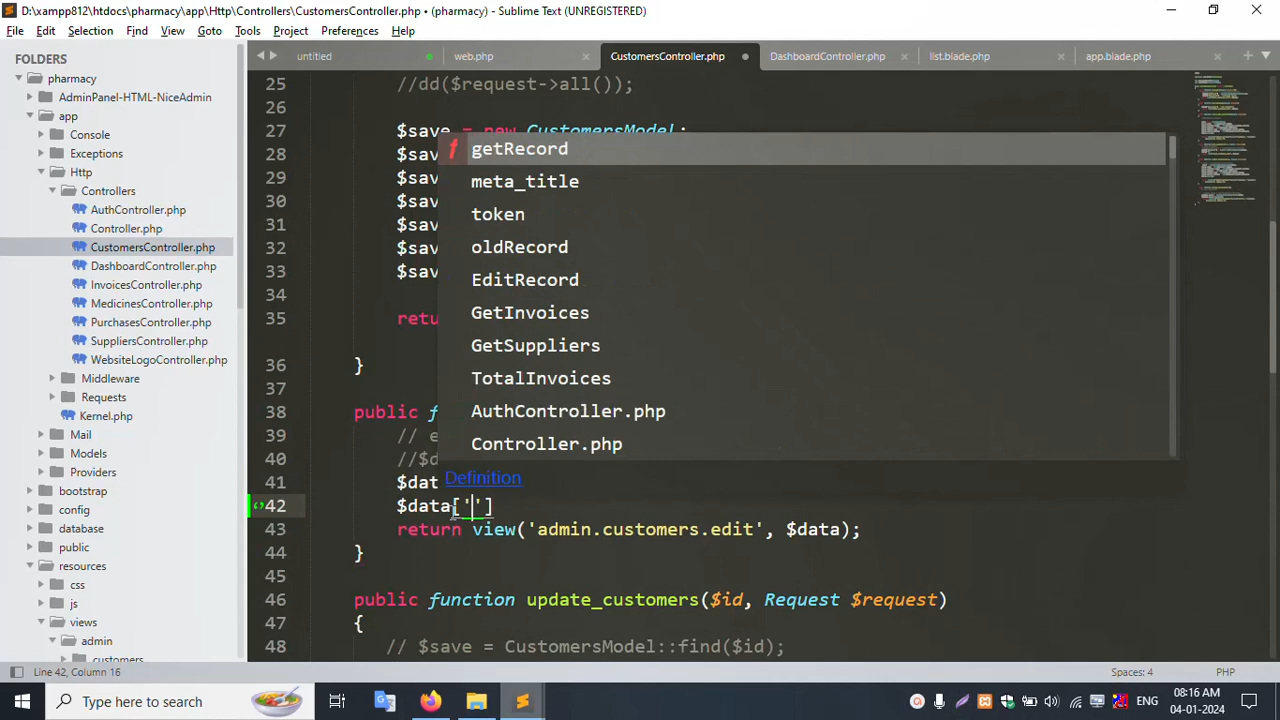 D:\xampp812\htdocs\pharmacy\app\Http\Controllers\CustomersController.php • (pharmacy) - Sublime Text (UNREGISTERED)
File Edit Selection Find View Goto Tools Project Preferences Help
FOLDERS
pharmacy
AdminPanel-HTML-NiceAdmin
app
Console
Exceptions
Http
Controllers
AuthController.php
Controller.php
CustomersController.php
DashboardController.php
InvoicesController.php
MedicinesController.php
PurchasesController.php
SuppliersController.php
WebsiteLogoController.php
Middleware
Requests
Kernel.php
Mail
Models
Providers
bootstrap
config
database
public
resources
css
js
views
admin
customers
untitled web.php CustomersController.php DashboardController.php list.blade.php app.blade.php
25 //dd($request->all());
26
27 $save = new CustomersModel;
28 $sav
29 $sav
30 $sav
31 $sav
32 $sav
33 $sav
34
35 retu
36 }
37
38 public f
39 // e
40 //$d
41 $dat
42 $data['']
43 return view('admin.customers.edit', $data);
44 }
45
46 public function update_customers($id, Request $request)
47 {
48 // $save = CustomersModel::find($id);
f getRecord
meta_title
token
oldRecord
EditRecord
GetInvoices
GetSuppliers
TotalInvoices
AuthController.php
Controller.php
Definition
Line 42, Column 16 Spaces: 4 PHP
Type here to search
ENG
08:16 AM
04-01-2024